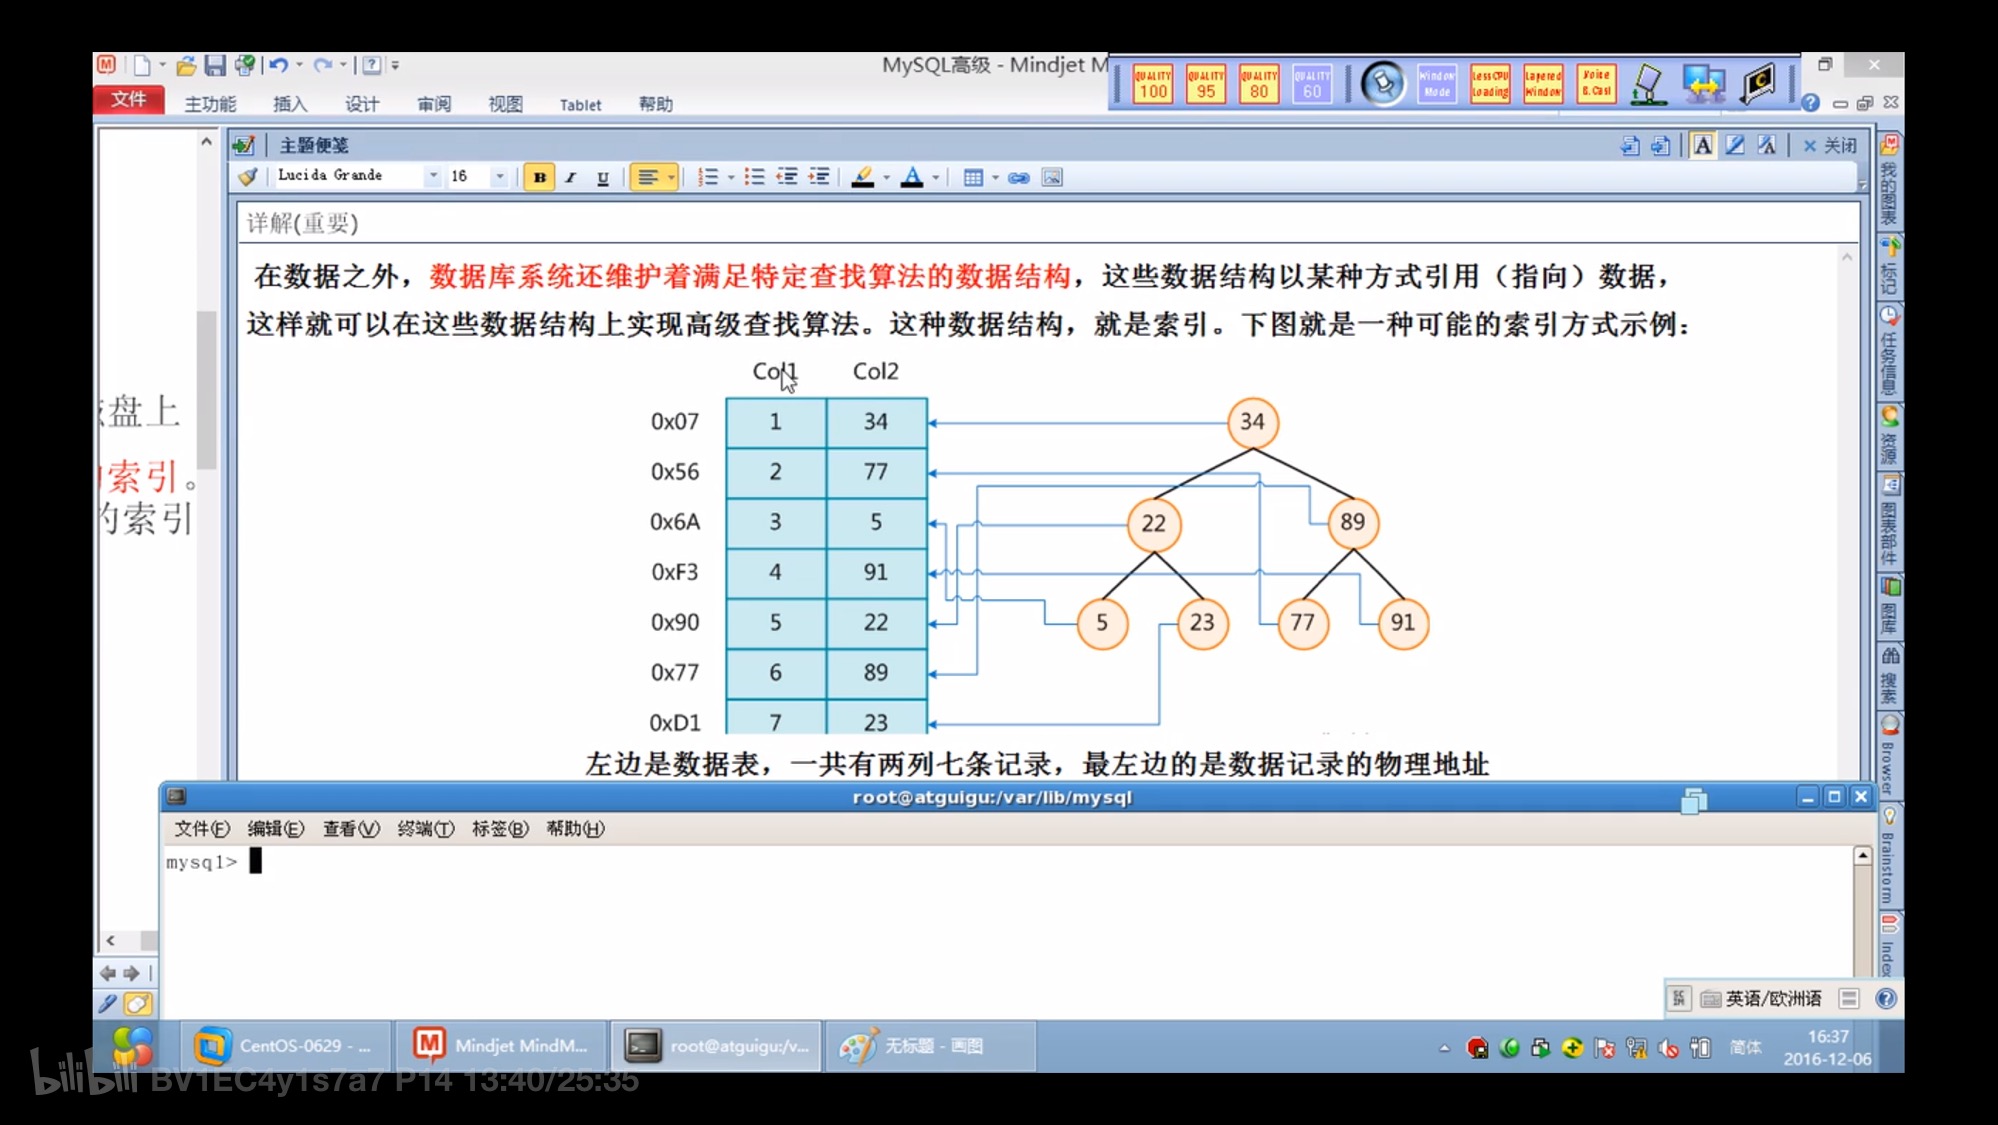 MySQL高级 - Mindjet M
QUALITY 100
QUALITY 95
QUALITY 80
QUALITY 60
Window Mode
LessCPU Loading
Layered Window
Noise B.Cast
文件
主功能
插入
设计
审阅
视图
Tablet
帮助
主题便笺
关闭
Lucida Grande
16
B I U
详解(重要)
在数据之外，数据库系统还维护着满足特定查找算法的数据结构，这些数据结构以某种方式引用（指向）数据，
这样就可以在这些数据结构上实现高级查找算法。这种数据结构，就是索引。下图就是一种可能的索引方式示例：
盘上
索引。
的索引
Col1 Col2
0x07 1 34
0x56 2 77
0x6A 3 5
0xF3 4 91
0x90 5 22
0x77 6 89
0xD1 7 23
34
22 89
5 23 77 91
左边是数据表，一共有两列七条记录，最左边的是数据记录的物理地址
我的图表
标记
任务信息
资源
图表部件
图库
搜索
Browser
Brainstorm
Index
root@atguigu:/var/lib/mysql
文件(F) 编辑(E) 查看(V) 终端(T) 标签(B) 帮助(H)
mysql>
英语/欧洲语
CentOS-0629 - ...
Mindjet MindM...
root@atguigu:/v...
无标题 - 画图
简体
16:37
2016-12-06
bilibili BV1EC4y1s7a7 P14 13:40/25:35